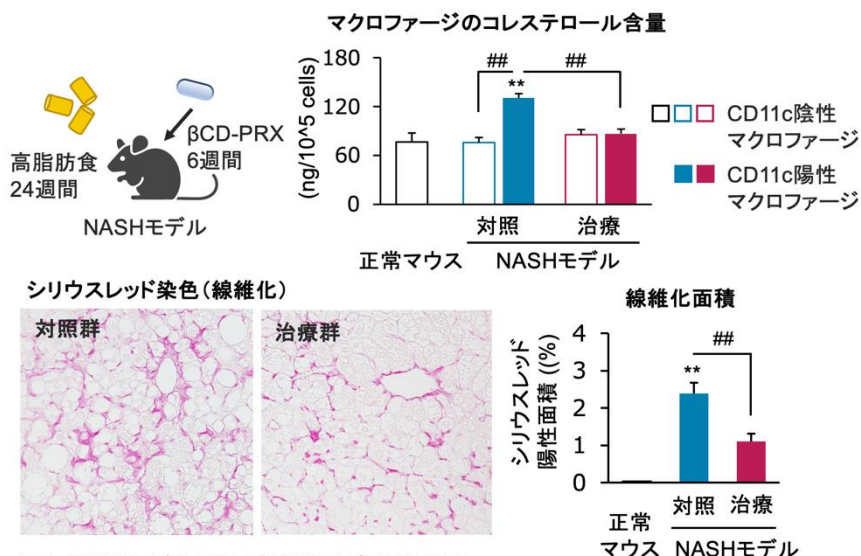 マクロファージのコレステロール含量
高脂肪食
24週間
βCD-PRX
6週間
NASHモデル
(ng/10^5 cells)
180
120
60
0
##
##
**
対照
治療
正常マウス
NASHモデル
CD11c陰性
マクロファージ
CD11c陽性
マクロファージ
シリウスレッド染色(線維化)
対照群
治療群
線維化面積
シリウスレッド
陽性面積 ((%)
4
3
2
1
0
##
**
対照
治療
正常
マウス
NASHモデル